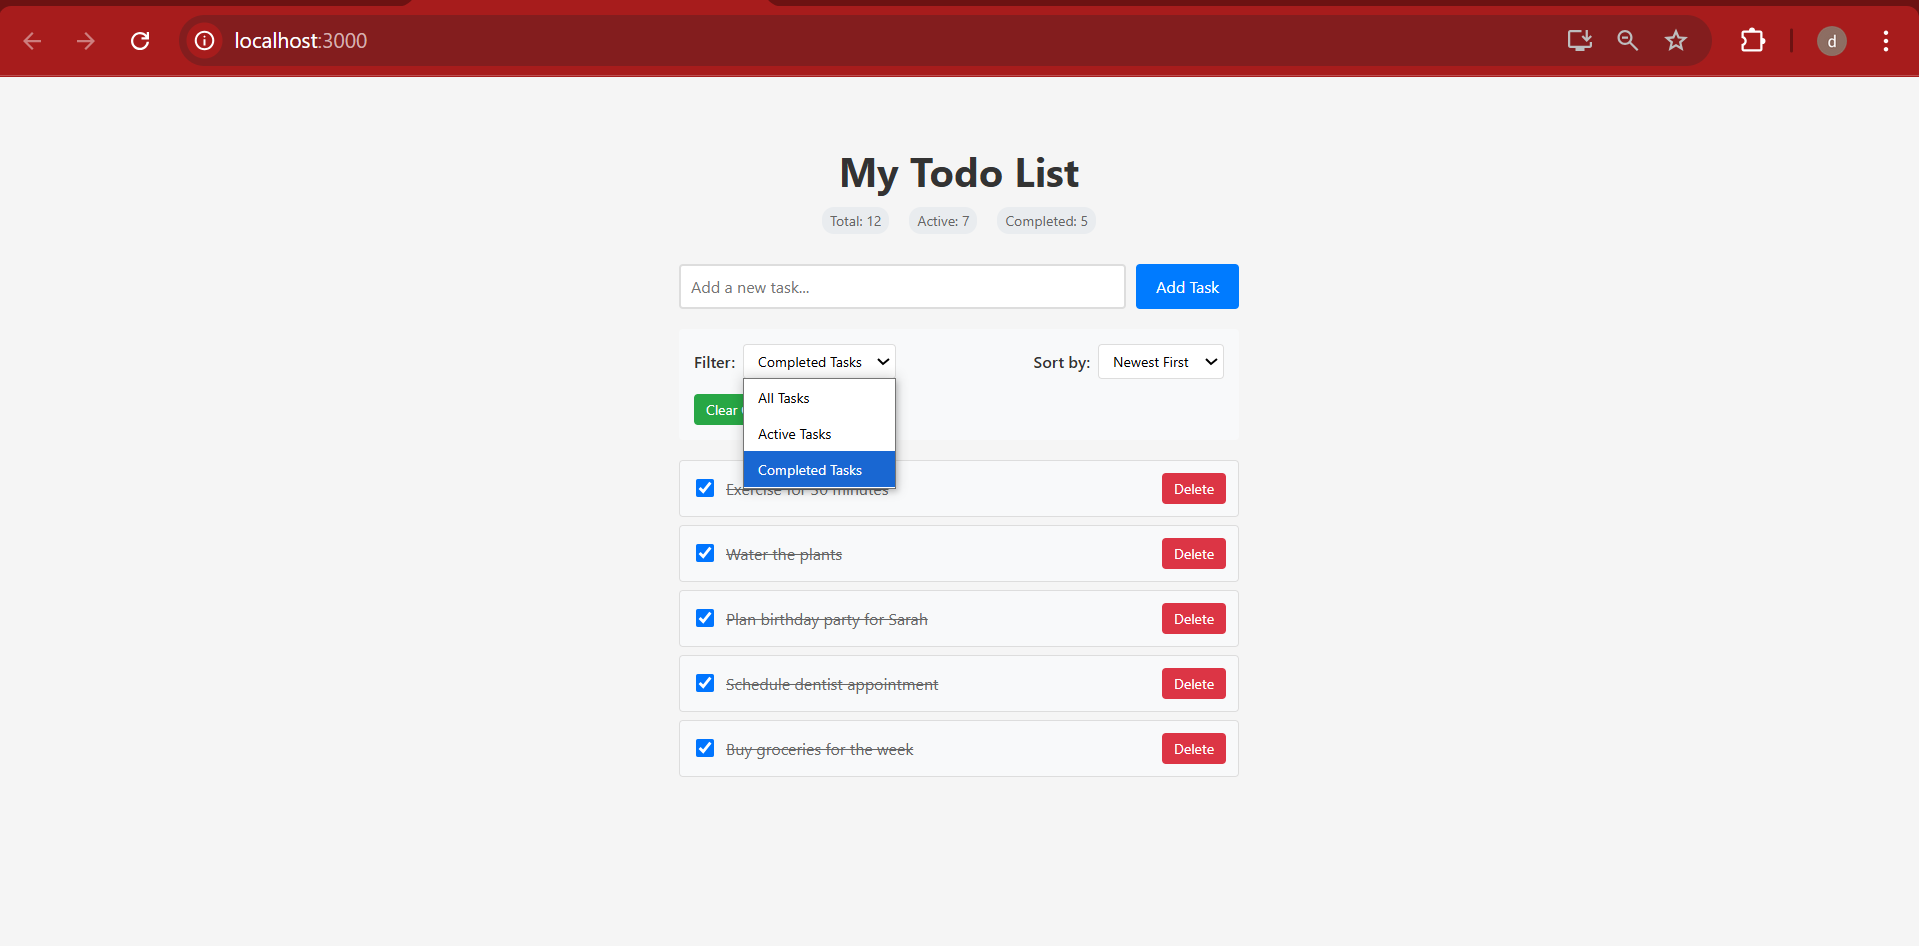 localhost:3000
d
My Todo List
Total: 12 Active: 7 Completed: 5
Add a new task... Add Task
Filter: Completed Tasks Sort by: Newest First
All Tasks
Clear
Active Tasks
Completed Tasks
Exercise for 30 minutes Delete
Water the plants Delete
Plan birthday party for Sarah Delete
Schedule dentist appointment Delete
Buy groceries for the week Delete